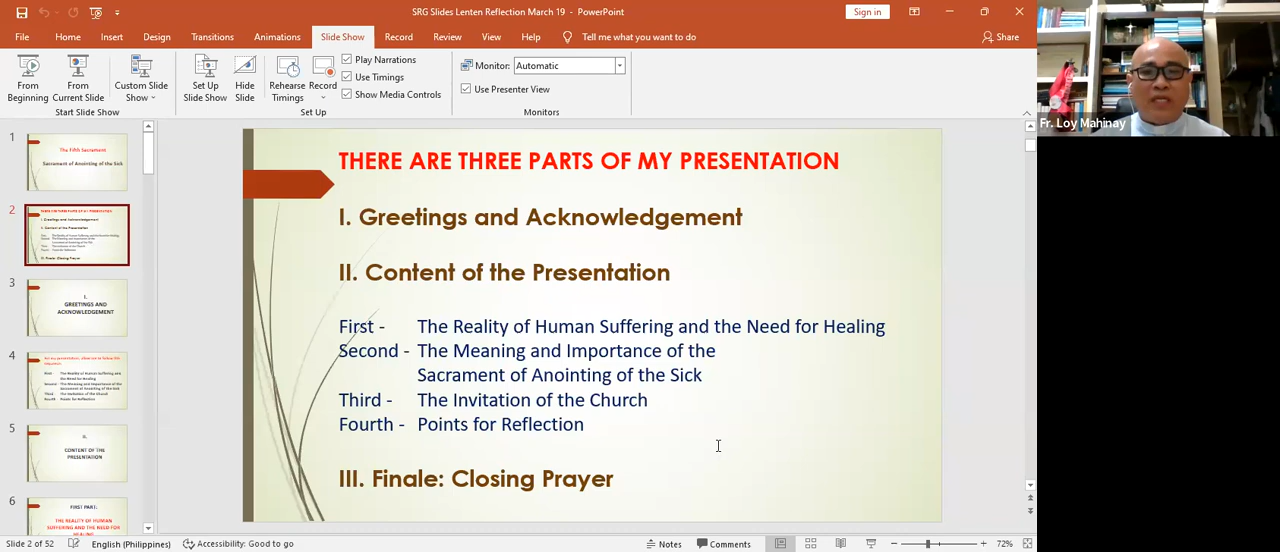 SRG Slides Lenten Reflection March 19 - PowerPoint
Sign in
File Home Insert Design Transitions Animations Slide Show Record Review View Help Tell me what you want to do Share
From Beginning
From Current Slide
Custom Slide Show
Start Slide Show
Set Up Slide Show
Hide Slide
Rehearse Timings
Record
Play Narrations
Use Timings
Show Media Controls
Set Up
Monitor: Automatic
Use Presenter View
Monitors
Fr. Loy Mahinay
1
The Fifth Sacrament
Sacrament of Anointing of the Sick
2
3
I.
GREETINGS AND
ACKNOWLEDGEMENT
4
5
II.
CONTENT OF THE
PRESENTATION
6
FIRST PART:
THE REALITY OF HUMAN
SUFFERING AND THE NEED FOR
HEALING
THERE ARE THREE PARTS OF MY PRESENTATION
I. Greetings and Acknowledgement
II. Content of the Presentation
First - The Reality of Human Suffering and the Need for Healing
Second - The Meaning and Importance of the
Sacrament of Anointing of the Sick
Third - The Invitation of the Church
Fourth - Points for Reflection
III. Finale: Closing Prayer
Slide 2 of 52 English (Philippines) Accessibility: Good to go Notes Comments 72%